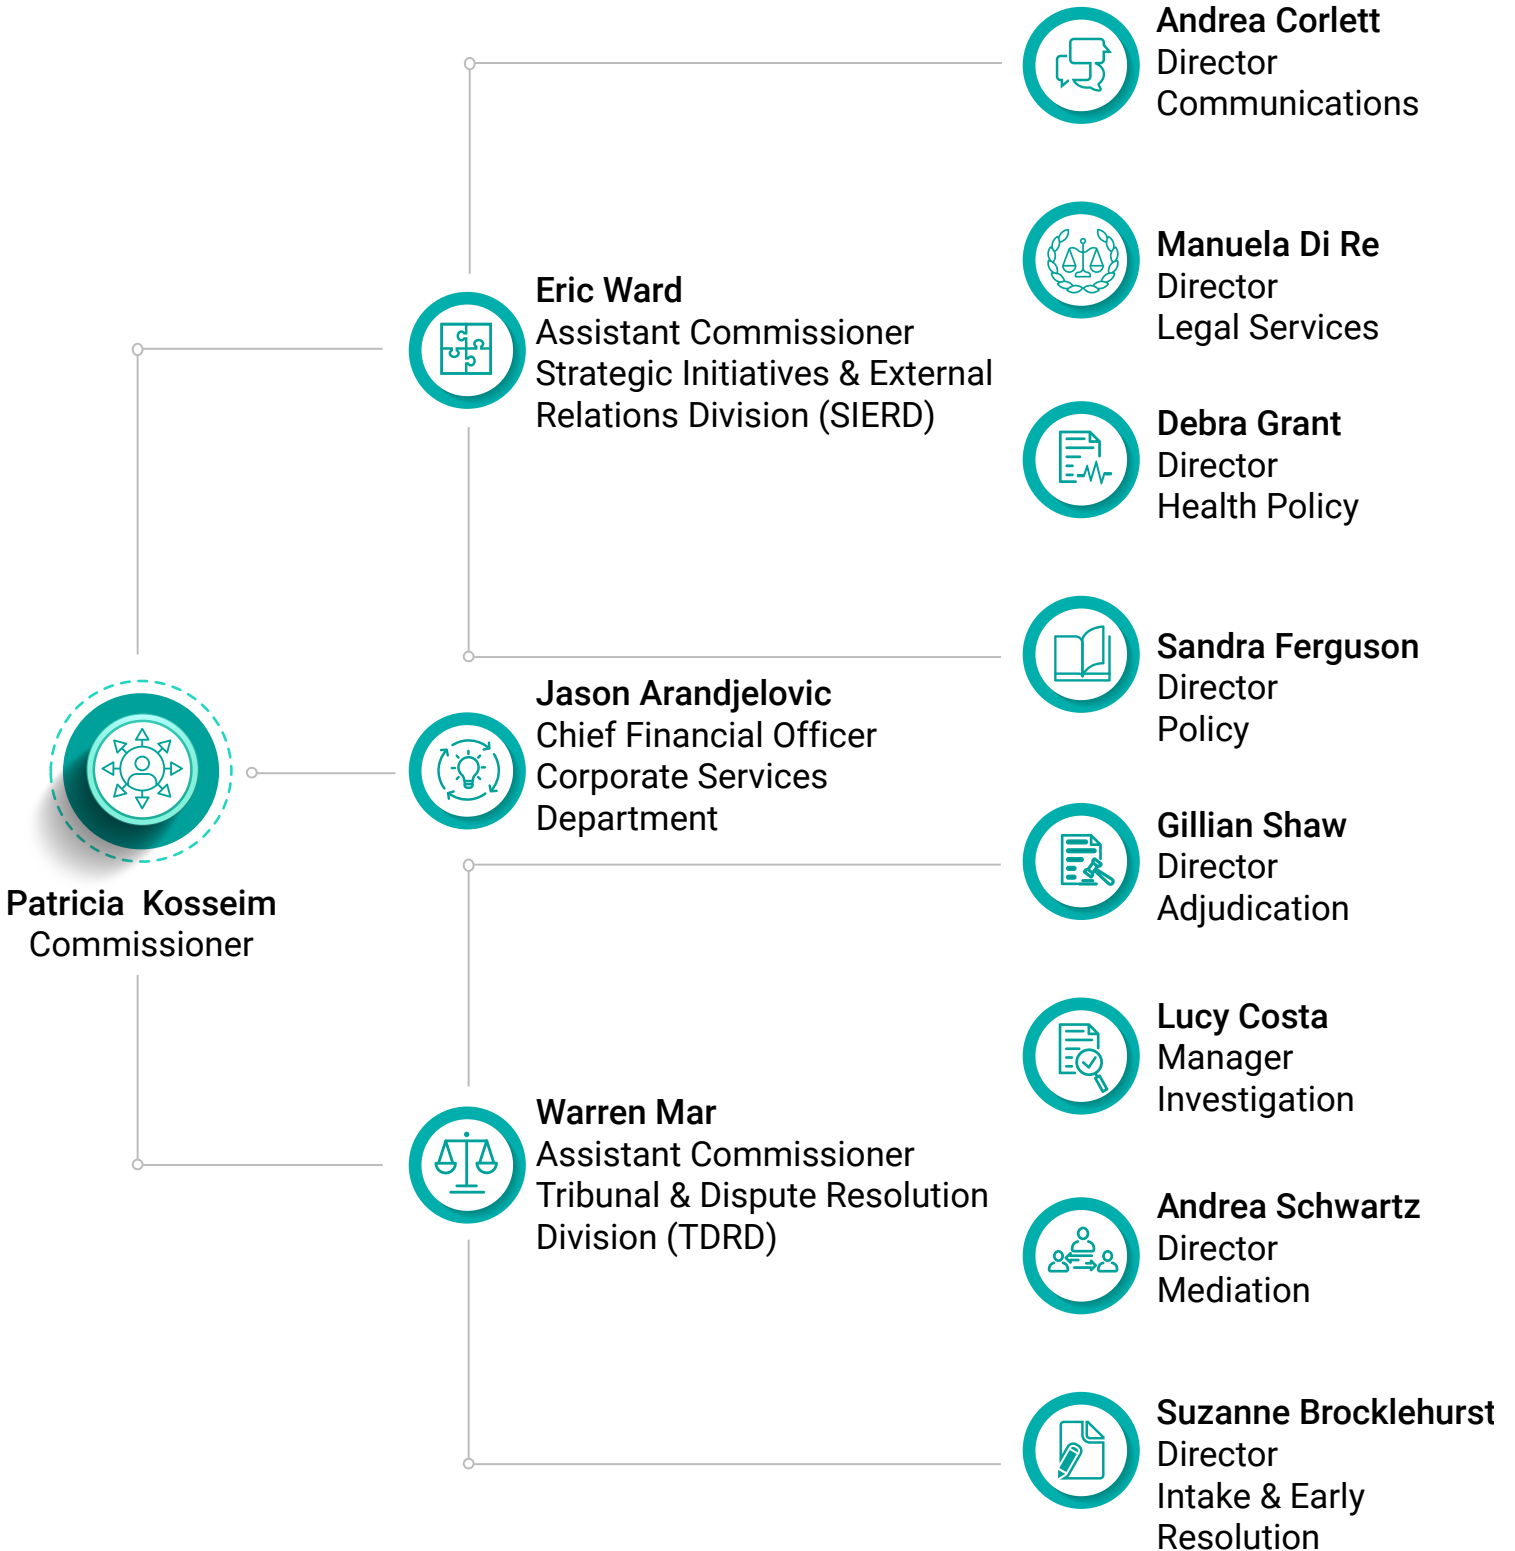 Andrea Corlett
Director
Communications
Manuela Di Re
Director
Legal Services
Eric Ward
Assistant Commissioner
Strategic Initiatives & External
Relations Division (SIERD)
Debra Grant
Director
Health Policy
Sandra Ferguson
Director
Policy
Jason Arandjelovic
Chief Financial Officer
Corporate Services
Department
Patricia Kosseim
Commissioner
Gillian Shaw
Director
Adjudication
Lucy Costa
Manager
Investigation
Warren Mar
Assistant Commissioner
Tribunal & Dispute Resolution
Division (TDRD)
Andrea Schwartz
Director
Mediation
Suzanne Brocklehurst
Director
Intake & Early
Resolution